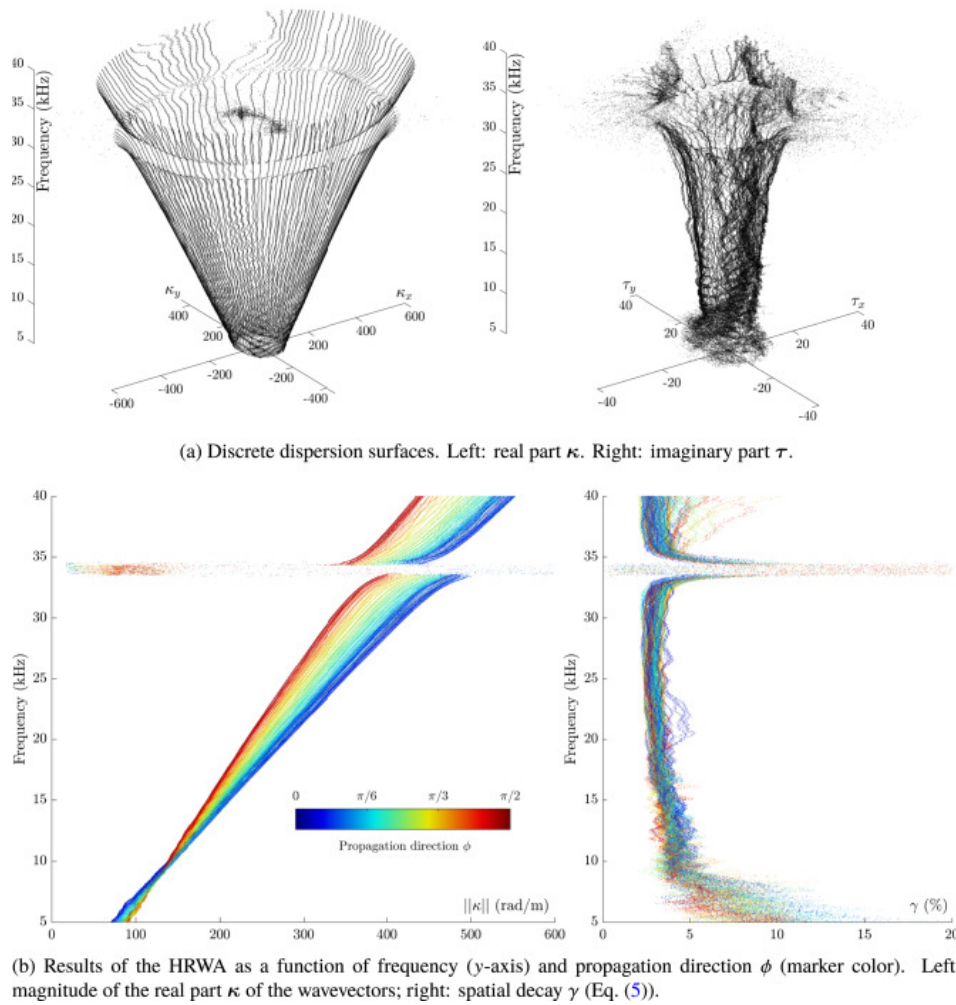 40
35
30
25
20
15
10
5
Frequency (kHz)
κy
400
200
κx
600
400
200
-200
-400
-600
-200
-400
40
35
30
25
20
15
10
5
Frequency (kHz)
τy
40
20
τx
40
20
-20
-40
-20
-40
(a) Discrete dispersion surfaces. Left: real part κ. Right: imaginary part τ.
40
35
30
25
20
15
10
5
Frequency (kHz)
0 π/6 π/3 π/2
Propagation direction ϕ
||κ|| (rad/m)
0 100 200 300 400 500 600
40
35
30
25
20
15
10
5
Frequency (kHz)
γ (%)
0 5 10 15 20
(b) Results of the HRWA as a function of frequency (y-axis) and propagation direction ϕ (marker color). Left
magnitude of the real part κ of the wavevectors; right: spatial decay γ (Eq. (5)).